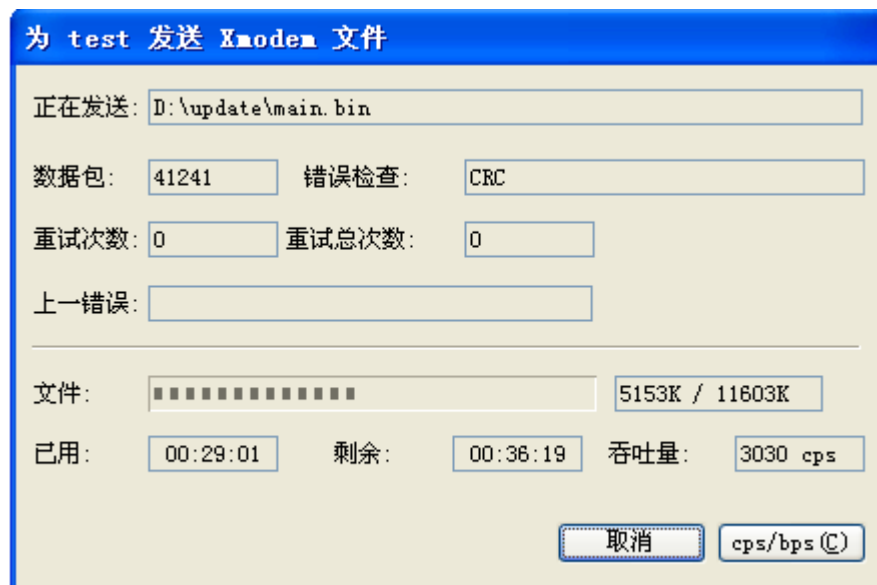 为 test 发送 Xmodem 文件
正在发送: D:\update\main.bin
数据包: 41241 错误检查: CRC
重试次数: 0 重试总次数: 0
上一错误:
文件: 5153K / 11603K
已用: 00:29:01 剩余: 00:36:19 吞吐量: 3030 cps
取消 cps/bps(C)